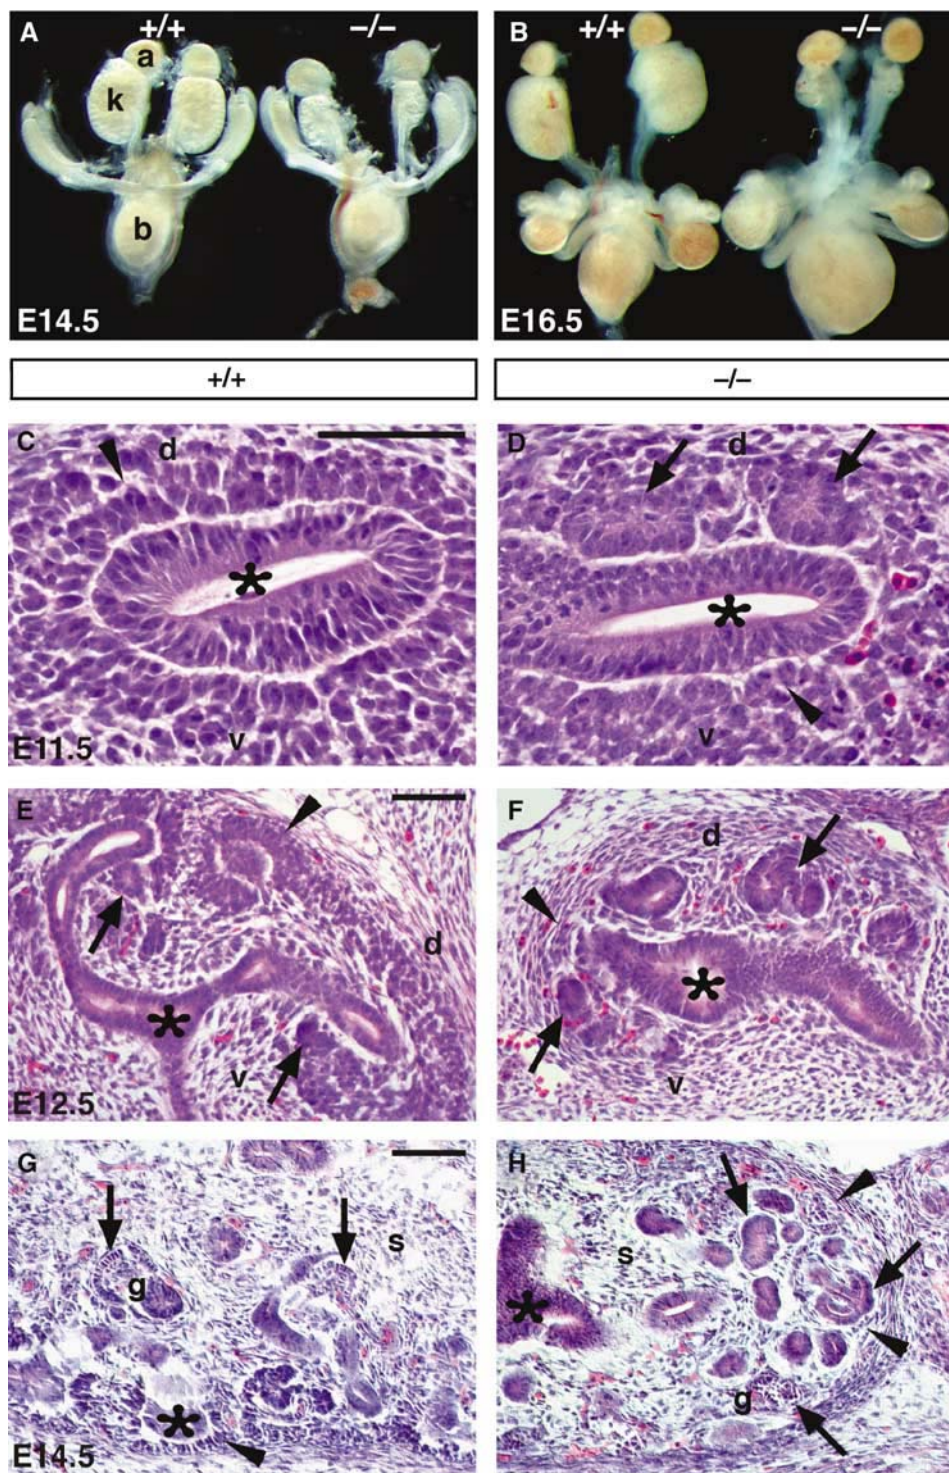 A +/+ −/− B +/+ −/−
a
k
b
E14.5 E16.5
+/+ −/−
C d D d
* *
v v
E11.5
E F
d
d
* *
v v
E12.5
G H
s s
g
*
g
*
E14.5